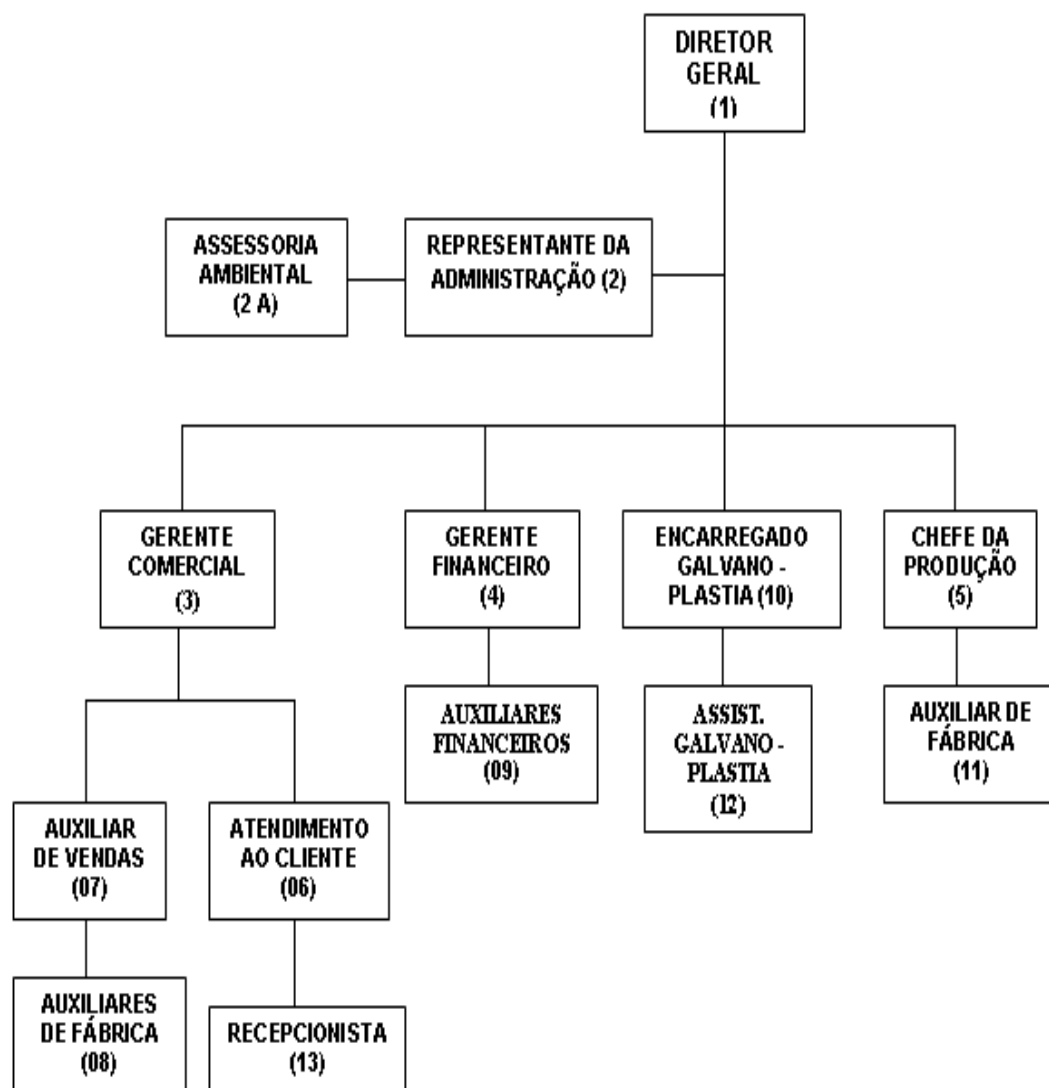 DIRETOR
GERAL
(1)
ASSESSORIA
AMBIENTAL
(2 A)
REPRESENTANTE DA
ADMINISTRAÇÃO (2)
GERENTE
COMERCIAL
(3)
GERENTE
FINANCEIRO
(4)
ENCARREGADO
GALVANO -
PLASTIA (10)
CHEFE DA
PRODUÇÃO
(5)
AUXILIARES
FINANCEIROS
(09)
ASSIST.
GALVANO -
PLASTIA
(12)
AUXILIAR DE
FÁBRICA
(11)
AUXILIAR
DE VENDAS
(07)
ATENDIMENTO
AO CLIENTE
(06)
AUXILIARES
DE FÁBRICA
(08)
RECEPCIONISTA
(13)